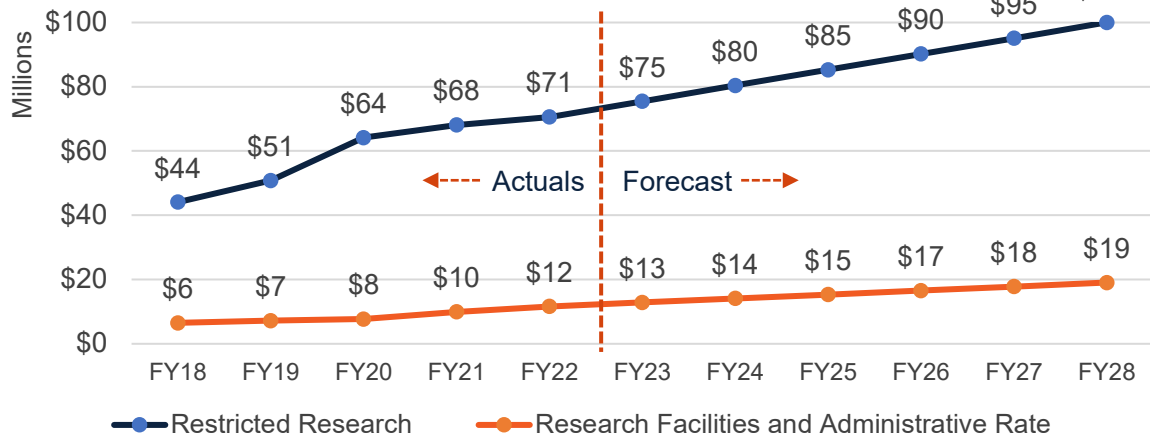 Millions
$100
$80
$60
$40
$20
$0
$44 $51 $64 $68 $71 $75 $80 $85 $90 $95
Actuals Forecast
$6 $7 $8 $10 $12 $13 $14 $15 $17 $18 $19
FY18 FY19 FY20 FY21 FY22 FY23 FY24 FY25 FY26 FY27 FY28
Restricted Research Research Facilities and Administrative Rate